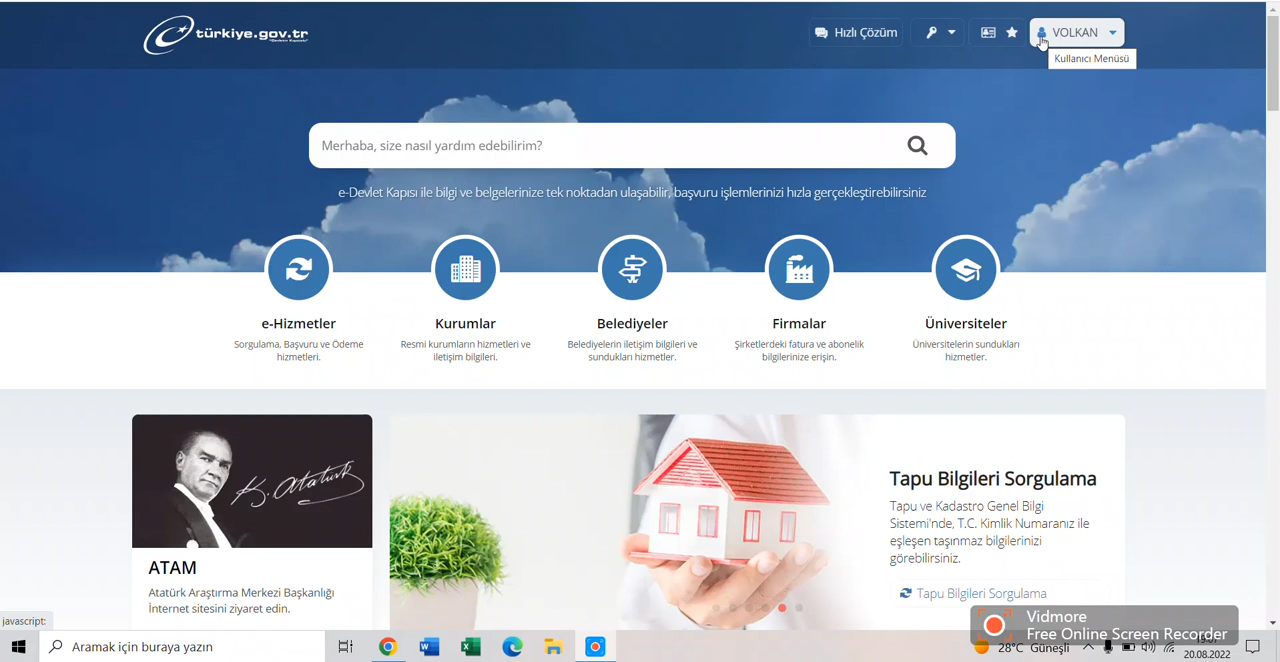 türkiye.gov.tr
Hızlı Çözüm
VOLKAN
Kullanıcı Menüsü
Merhaba, size nasıl yardım edebilirim?
e-Devlet Kapısı ile bilgi ve belgelerinize tek noktadan ulaşabilir, başvuru işlemlerinizi hızla gerçekleştirebilirsiniz
e-Hizmetler
Sorgulama, Başvuru ve Ödeme
hizmetleri.
Kurumlar
Resmi kurumların hizmetleri ve
iletişim bilgileri.
Belediyeler
Belediyelerin iletişim bilgileri ve
sundukları hizmetler.
Firmalar
Şirketlerdeki fatura ve abonelik
bilgilerinize erişin.
Üniversiteler
Üniversitelerin sundukları
hizmetler.
K. Atatürk
ATAM
Atatürk Araştırma Merkezi Başkanlığı
İnternet sitesini ziyaret edin.
Tapu Bilgileri Sorgulama
Tapu ve Kadastro Genel Bilgi
Sistemi'nde, T.C. Kimlik Numaranız ile
eşleşen taşınmaz bilgilerinizi
görebilirsiniz.
Tapu Bilgileri Sorgulama
javascript:
Vidmore
Free Online Screen Recorder
Aramak için buraya yazın
28°C Güneşli
20.08.2022